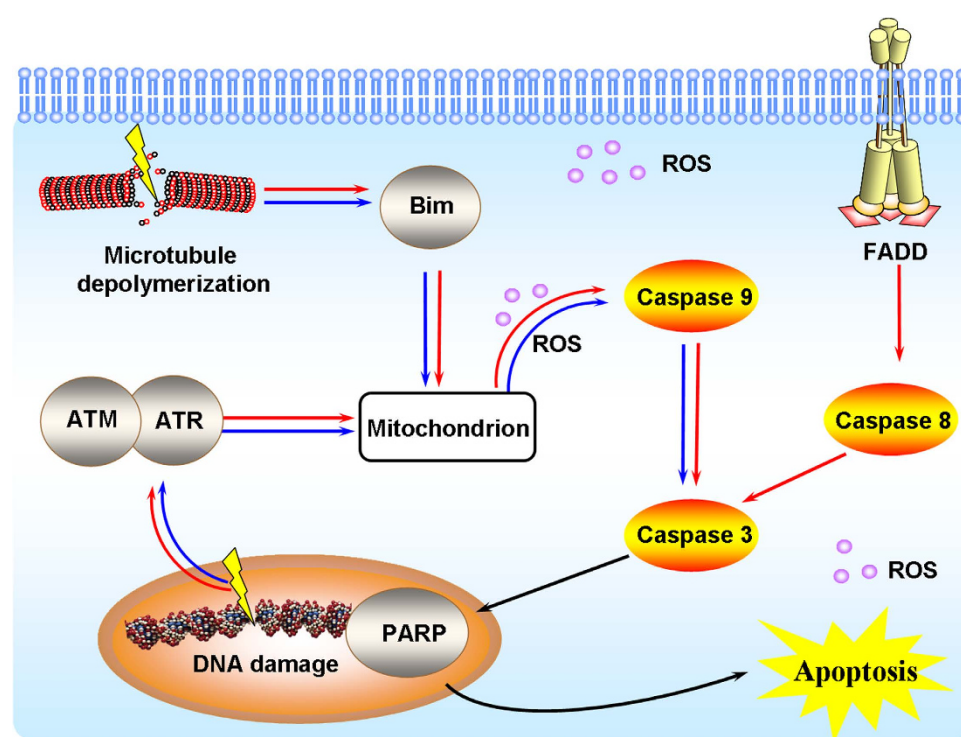 ROS
Bim
FADD
Microtubule
depolymerization
Caspase 9
ROS
ATM
ATR
Mitochondrion
Caspase 8
Caspase 3
ROS
PARP
DNA damage
Apoptosis